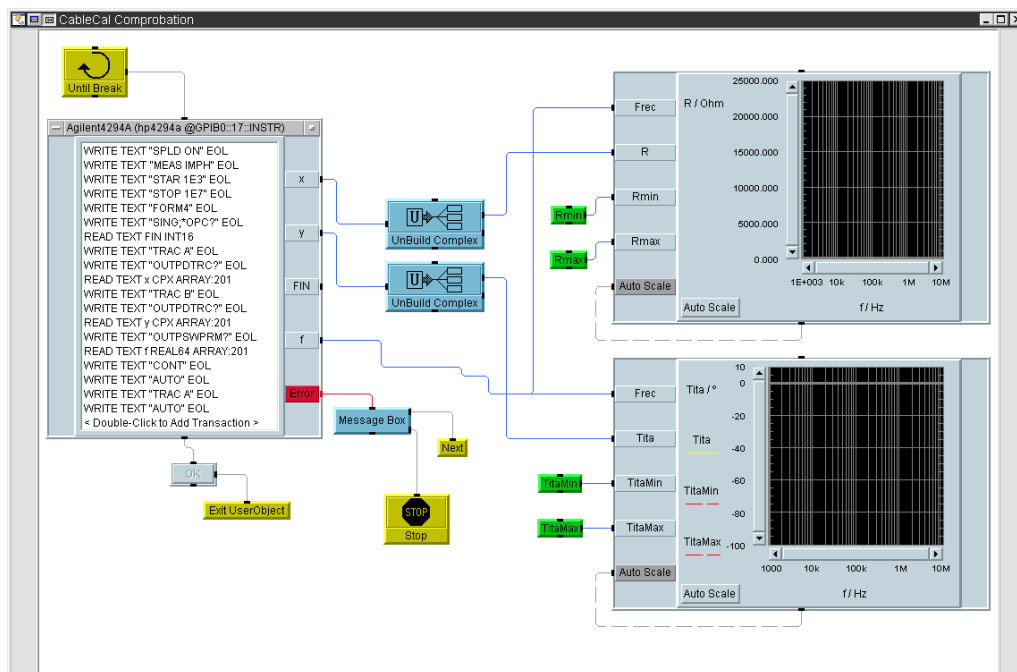 CableCal Comprobation
Until Break
Agilent4294A (hp4294a @GPIB0::17::INSTR)
WRITE TEXT "SPLD ON" EOL
WRITE TEXT "MEAS IMPH" EOL
WRITE TEXT "STAR 1E3" EOL
WRITE TEXT "STOP 1E7" EOL
WRITE TEXT "FORM4" EOL
WRITE TEXT "SING;*OPC?" EOL
READ TEXT FIN INT16
WRITE TEXT "TRAC A" EOL
WRITE TEXT "OUTPDTRC?" EOL
READ TEXT x CPX ARRAY:201
WRITE TEXT "TRAC B" EOL
WRITE TEXT "OUTPDTRC?" EOL
READ TEXT y CPX ARRAY:201
WRITE TEXT "OUTPSWPRM?" EOL
READ TEXT f REAL64 ARRAY:201
WRITE TEXT "CONT" EOL
WRITE TEXT "AUTO" EOL
WRITE TEXT "TRAC A" EOL
WRITE TEXT "AUTO" EOL
< Double-Click to Add Transaction >
x
y
FIN
f
Error
OK
Exit UserObject
UnBuild Complex
UnBuild Complex
Message Box
Next
STOP
Stop
Rmin
Rmax
TitaMin
TitaMax
Frec
R
Rmin
Rmax
Auto Scale
R / Ohm
Auto Scale
25000.000
20000.000
15000.000
10000.000
5000.000
0.000
1E+003 10k 100k 1M 10M
f / Hz
Frec
Tita
TitaMin
TitaMax
Auto Scale
Tita / º
Tita
TitaMin
TitaMax
Auto Scale
10
0
-20
-40
-60
-80
-100
1000 10k 100k 1M 10M
f / Hz